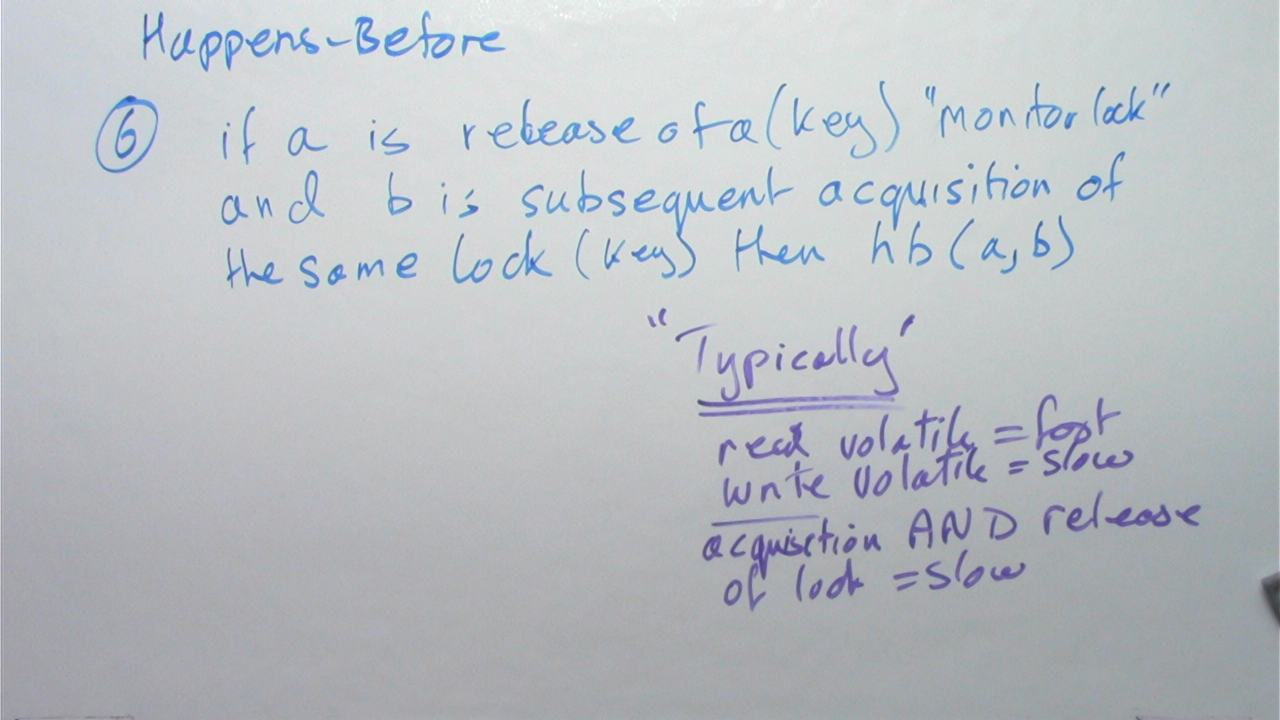 Happens-Before
6 if a is release of a (key) "monitor lock"
and b is subsequent acquisition of
the same lock (key) then hb(a,b)
"Typically"
read volatile = fast
write volatile = slow
acquisition AND release
of lock = slow